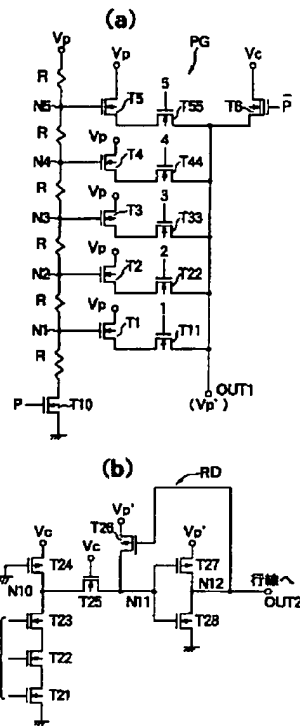 (a)
Vp Vp PG Vc
R
5
N5 T5 T55 T6 P
R Vp 4
N4 T4 T44
R Vp 3
N3 T3 T33
R Vp 2
N2 T2 T22
R Vp 1
N1 T1 T11
R
P T10 OUT1
(Vp')
(b)
RD
Vp'
Vc T26 Vp'
T24 Vc T27
N10 T25 N11 N12 行線へ
OUT2
T23 T28
T22
T21